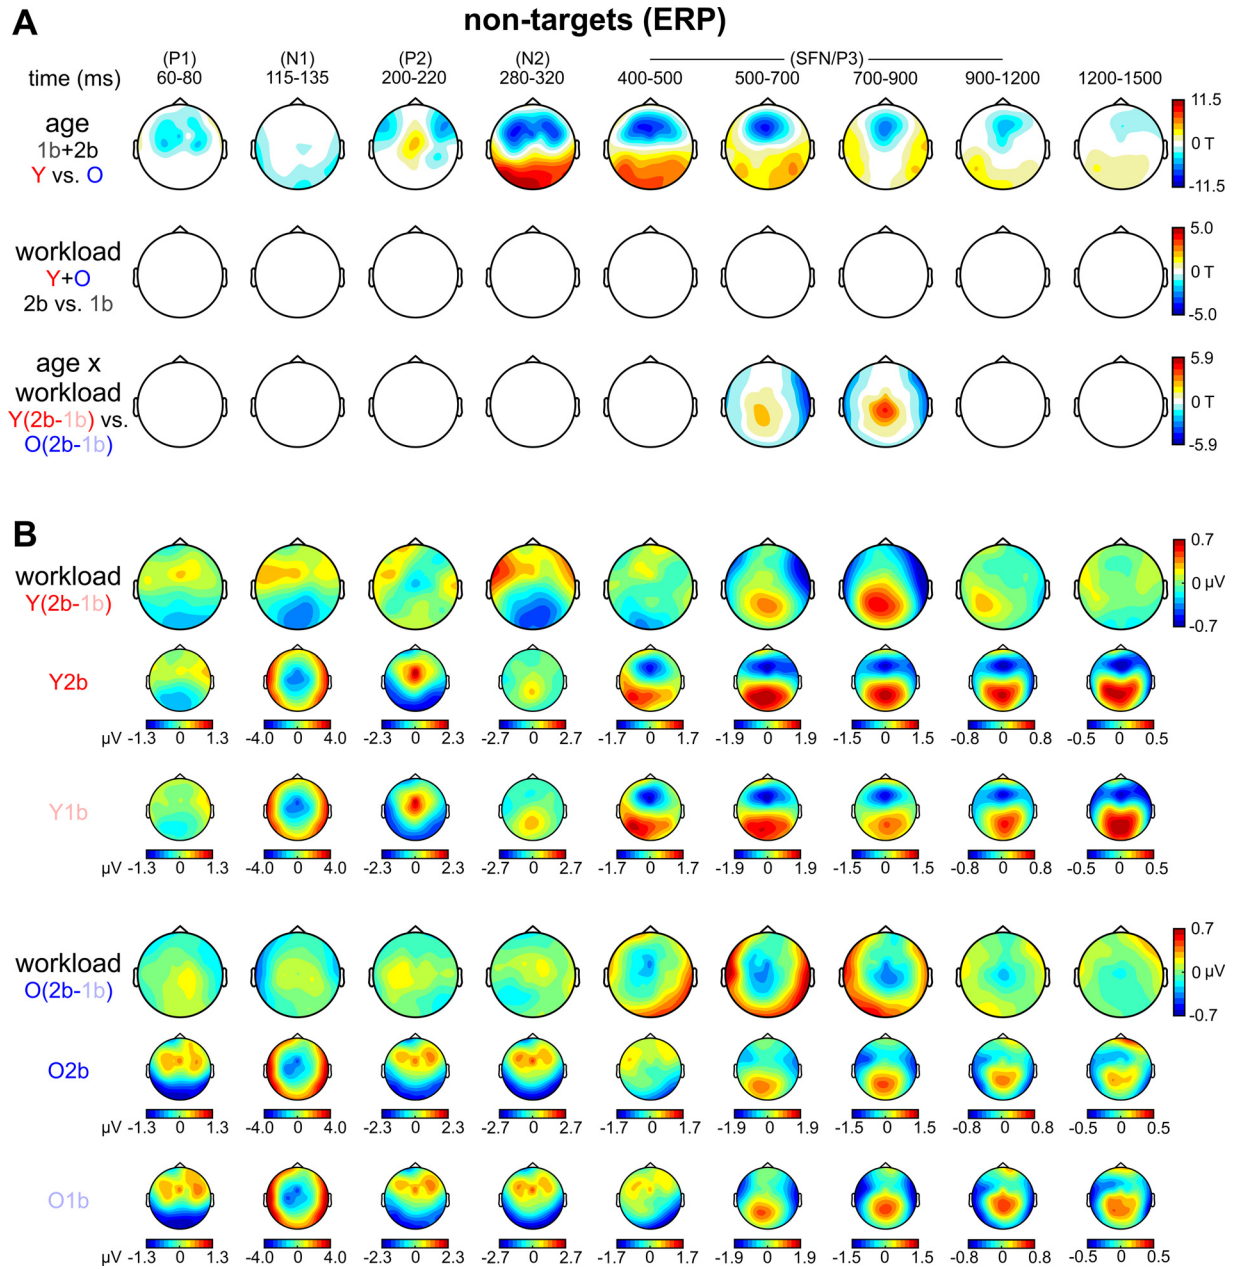 A
non-targets (ERP)
(P1) (N1) (P2) (N2) (SFN/P3)
time (ms) 60-80 115-135 200-220 280-320 400-500 500-700 700-900 900-1200 1200-1500
age
1b+2b
Y vs. O
11.5
0 T
-11.5
workload
Y+O
2b vs. 1b
5.0
0 T
-5.0
age x
workload
Y(2b-1b) vs.
O(2b-1b)
5.9
0 T
-5.9
B
workload
Y(2b-1b)
0.7
0 µV
-0.7
Y2b
µV -1.3 0 1.3 -4.0 0 4.0 -2.3 0 2.3 -2.7 0 2.7 -1.7 0 1.7 -1.9 0 1.9 -1.5 0 1.5 -0.8 0 0.8 -0.5 0 0.5
Y1b
µV -1.3 0 1.3 -4.0 0 4.0 -2.3 0 2.3 -2.7 0 2.7 -1.7 0 1.7 -1.9 0 1.9 -1.5 0 1.5 -0.8 0 0.8 -0.5 0 0.5
workload
O(2b-1b)
0.7
0 µV
-0.7
O2b
µV -1.3 0 1.3 -4.0 0 4.0 -2.3 0 2.3 -2.7 0 2.7 -1.7 0 1.7 -1.9 0 1.9 -1.5 0 1.5 -0.8 0 0.8 -0.5 0 0.5
O1b
µV -1.3 0 1.3 -4.0 0 4.0 -2.3 0 2.3 -2.7 0 2.7 -1.7 0 1.7 -1.9 0 1.9 -1.5 0 1.5 -0.8 0 0.8 -0.5 0 0.5